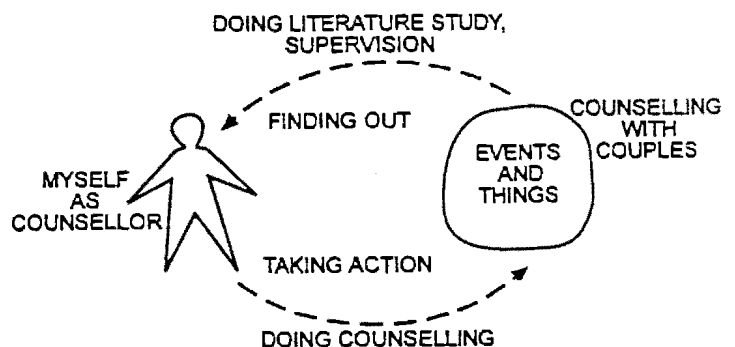 DOING LITERATURE STUDY,
SUPERVISION
FINDING OUT
COUNSELLING
WITH
COUPLES
EVENTS
AND
THINGS
MYSELF
AS
COUNSELLOR
TAKING ACTION
DOING COUNSELLING